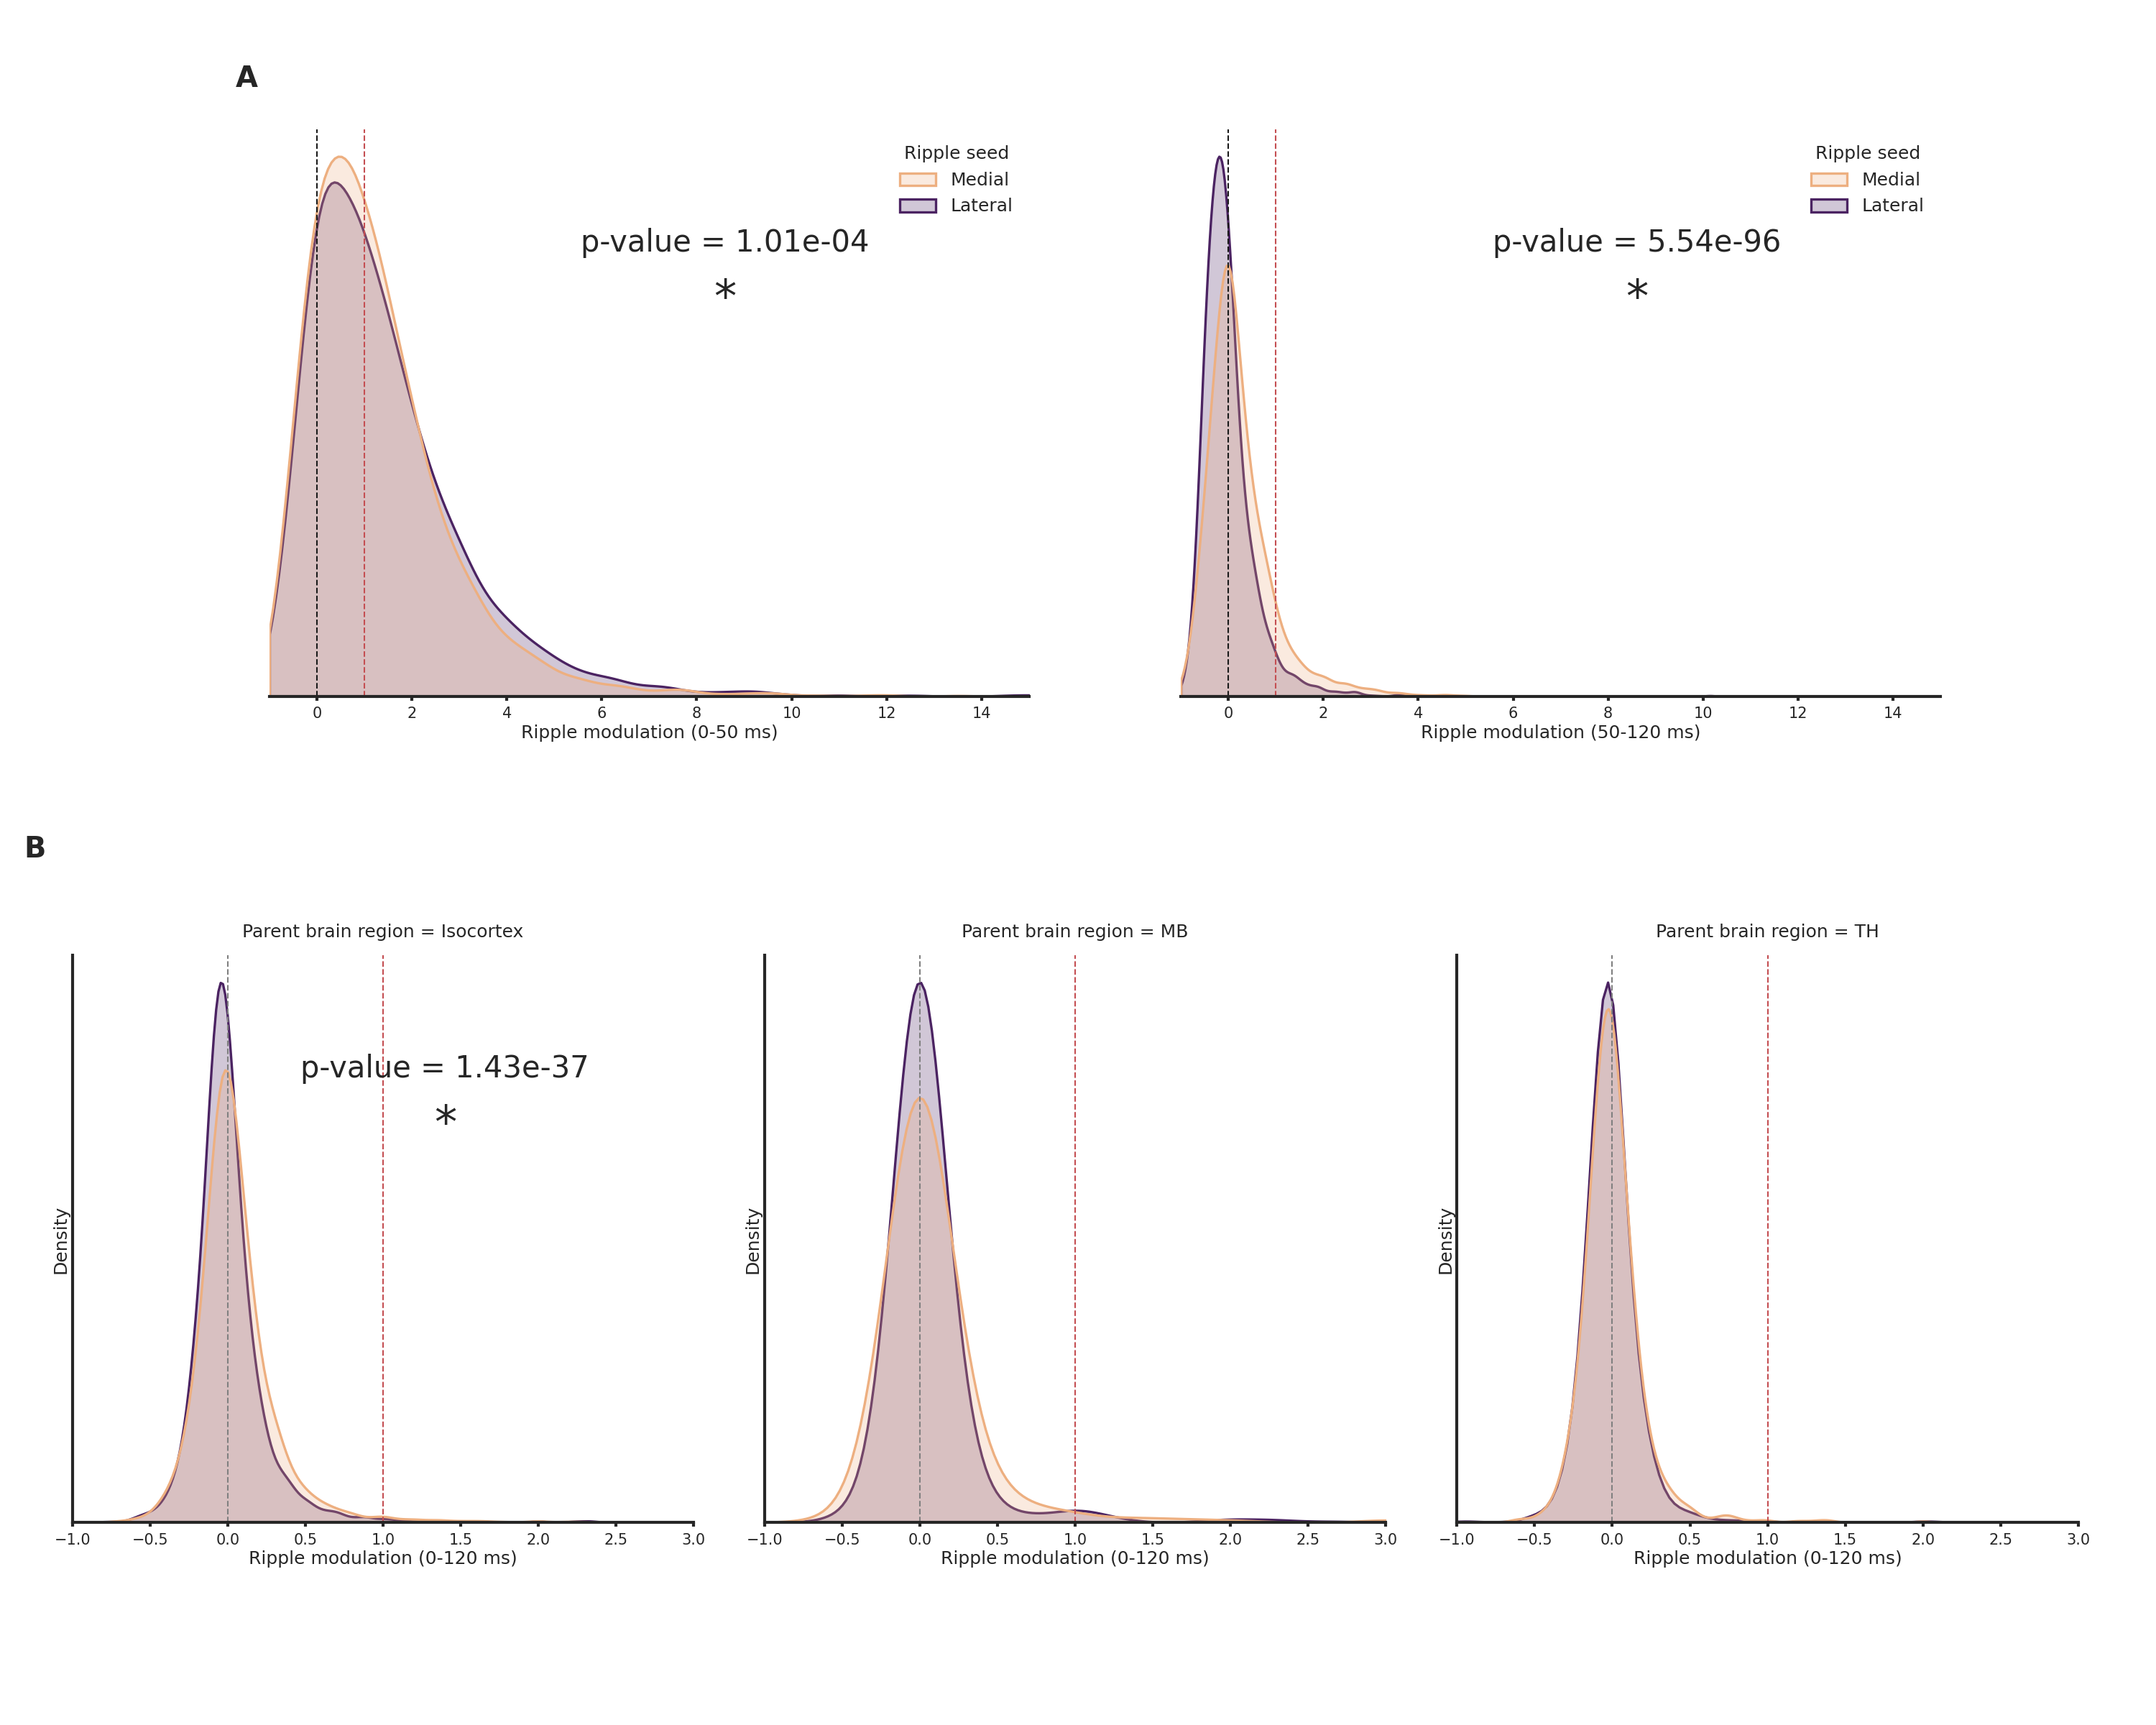 A
Ripple seed
Medial
Lateral
p-value = 1.01e-04
*
0 2 4 6 8 10 12 14
Ripple modulation (0-50 ms)
Ripple seed
Medial
Lateral
p-value = 5.54e-96
*
0 2 4 6 8 10 12 14
Ripple modulation (50-120 ms)
B
Parent brain region = Isocortex
Density
p-value = 1.43e-37
*
−1.0 −0.5 0.0 0.5 1.0 1.5 2.0 2.5 3.0
Ripple modulation (0-120 ms)
Parent brain region = MB
Density
−1.0 −0.5 0.0 0.5 1.0 1.5 2.0 2.5 3.0
Ripple modulation (0-120 ms)
Parent brain region = TH
Density
−1.0 −0.5 0.0 0.5 1.0 1.5 2.0 2.5 3.0
Ripple modulation (0-120 ms)